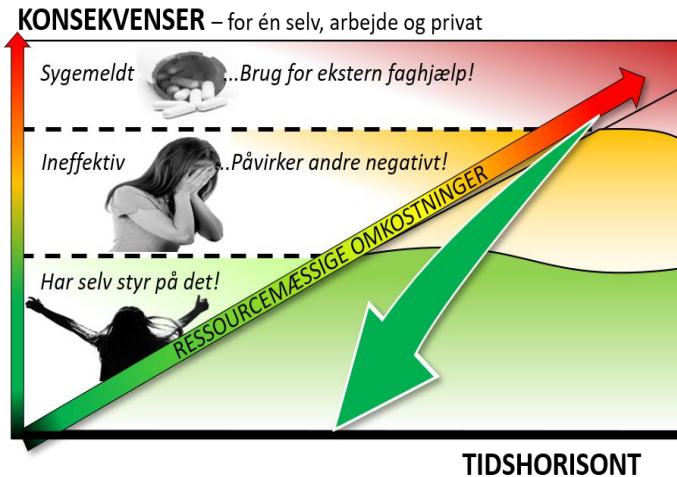 KONSEKVENSER – for én selv, arbejde og privat
Sygemeldt ...Brug for ekstern faghjælp!
Ineffektiv ...Påvirker andre negativt!
Har selv styr på det!
RESSOURCEMÆSSIGE OMKOSTNINGER
TIDSHORISONT